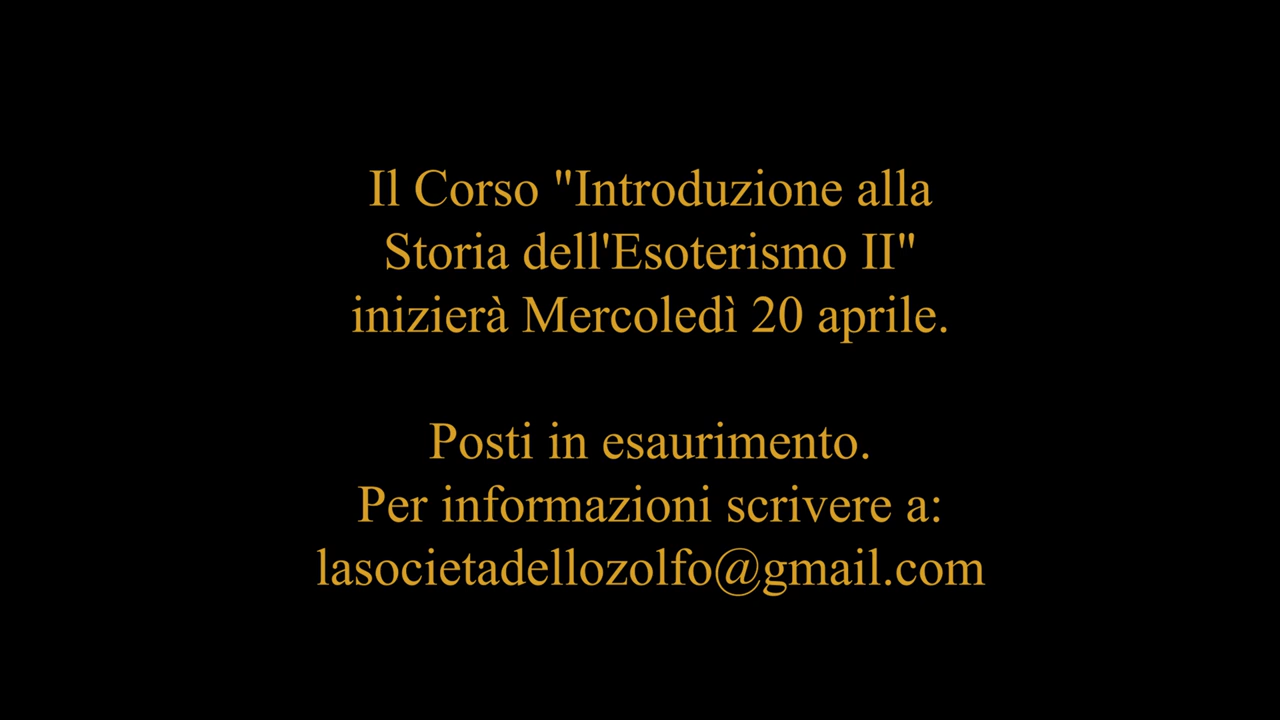 Il Corso "Introduzione alla
Storia dell'Esoterismo II"
inizierà Mercoledì 20 aprile.
Posti in esaurimento.
Per informazioni scrivere a:
lasocietadellozolfo@gmail.com